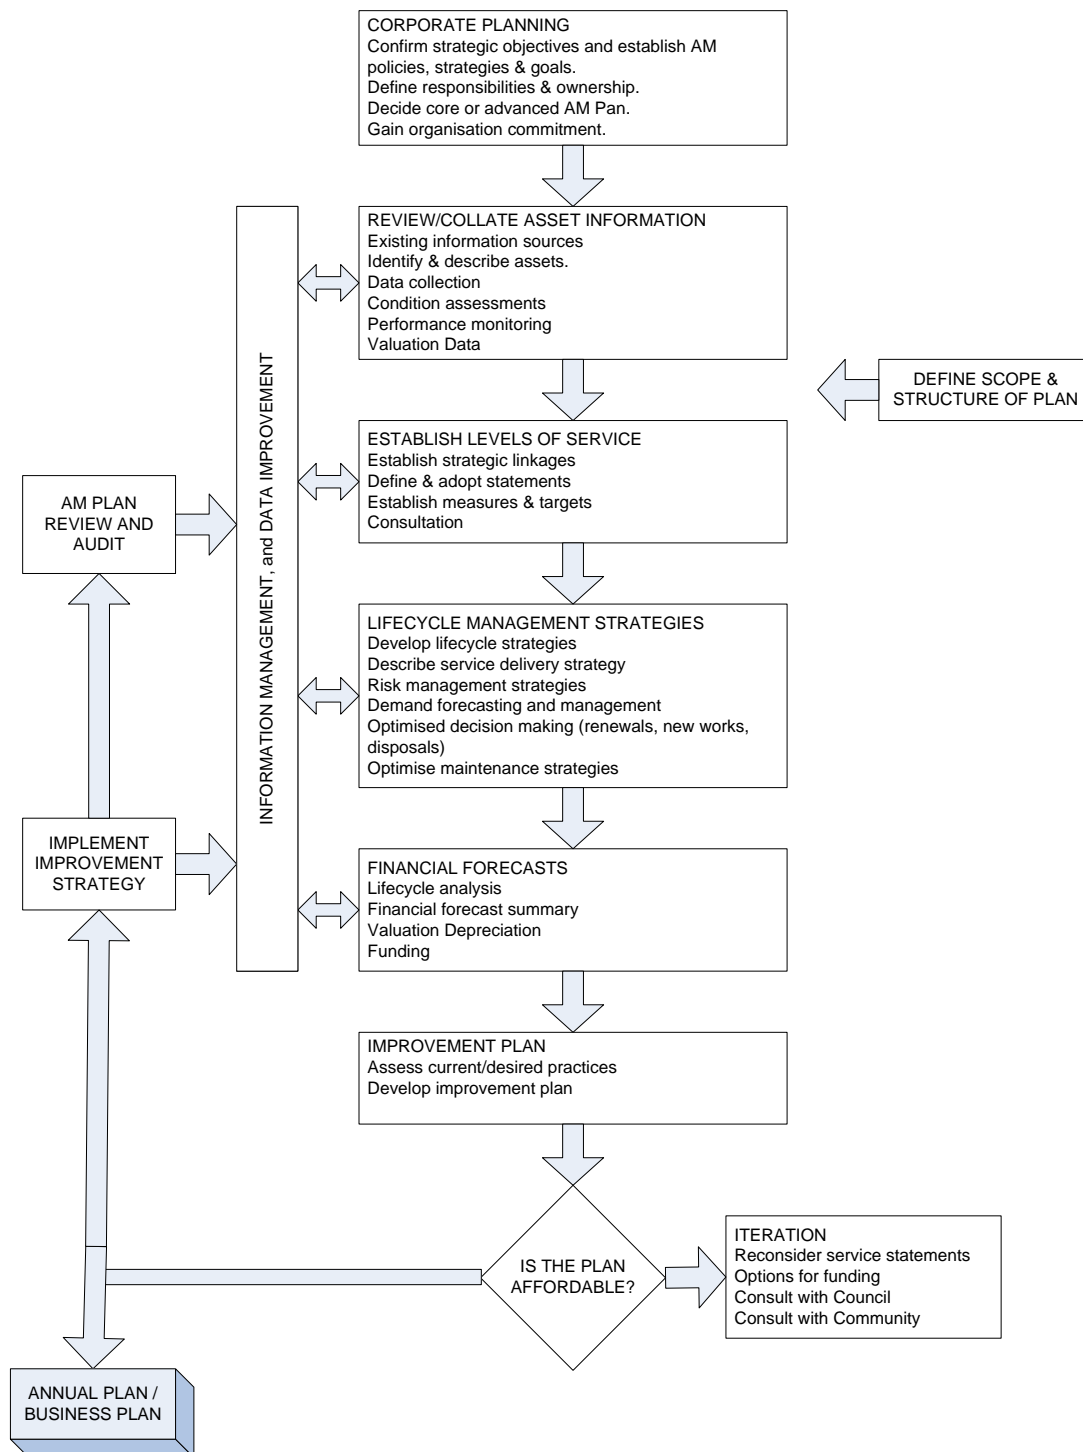 CORPORATE PLANNING
Confirm strategic objectives and establish AM
policies, strategies & goals.
Define responsibilities & ownership.
Decide core or advanced AM Pan.
Gain organisation commitment.
REVIEW/COLLATE ASSET INFORMATION
Existing information sources
Identify & describe assets.
Data collection
Condition assessments
Performance monitoring
Valuation Data
DEFINE SCOPE &
STRUCTURE OF PLAN
INFORMATION MANAGEMENT, and DATA IMPROVEMENT
ESTABLISH LEVELS OF SERVICE
Establish strategic linkages
Define & adopt statements
Establish measures & targets
Consultation
AM PLAN
REVIEW AND
AUDIT
LIFECYCLE MANAGEMENT STRATEGIES
Develop lifecycle strategies
Describe service delivery strategy
Risk management strategies
Demand forecasting and management
Optimised decision making (renewals, new works,
disposals)
Optimise maintenance strategies
IMPLEMENT
IMPROVEMENT
STRATEGY
FINANCIAL FORECASTS
Lifecycle analysis
Financial forecast summary
Valuation Depreciation
Funding
IMPROVEMENT PLAN
Assess current/desired practices
Develop improvement plan
IS THE PLAN
AFFORDABLE?
ITERATION
Reconsider service statements
Options for funding
Consult with Council
Consult with Community
ANNUAL PLAN /
BUSINESS PLAN